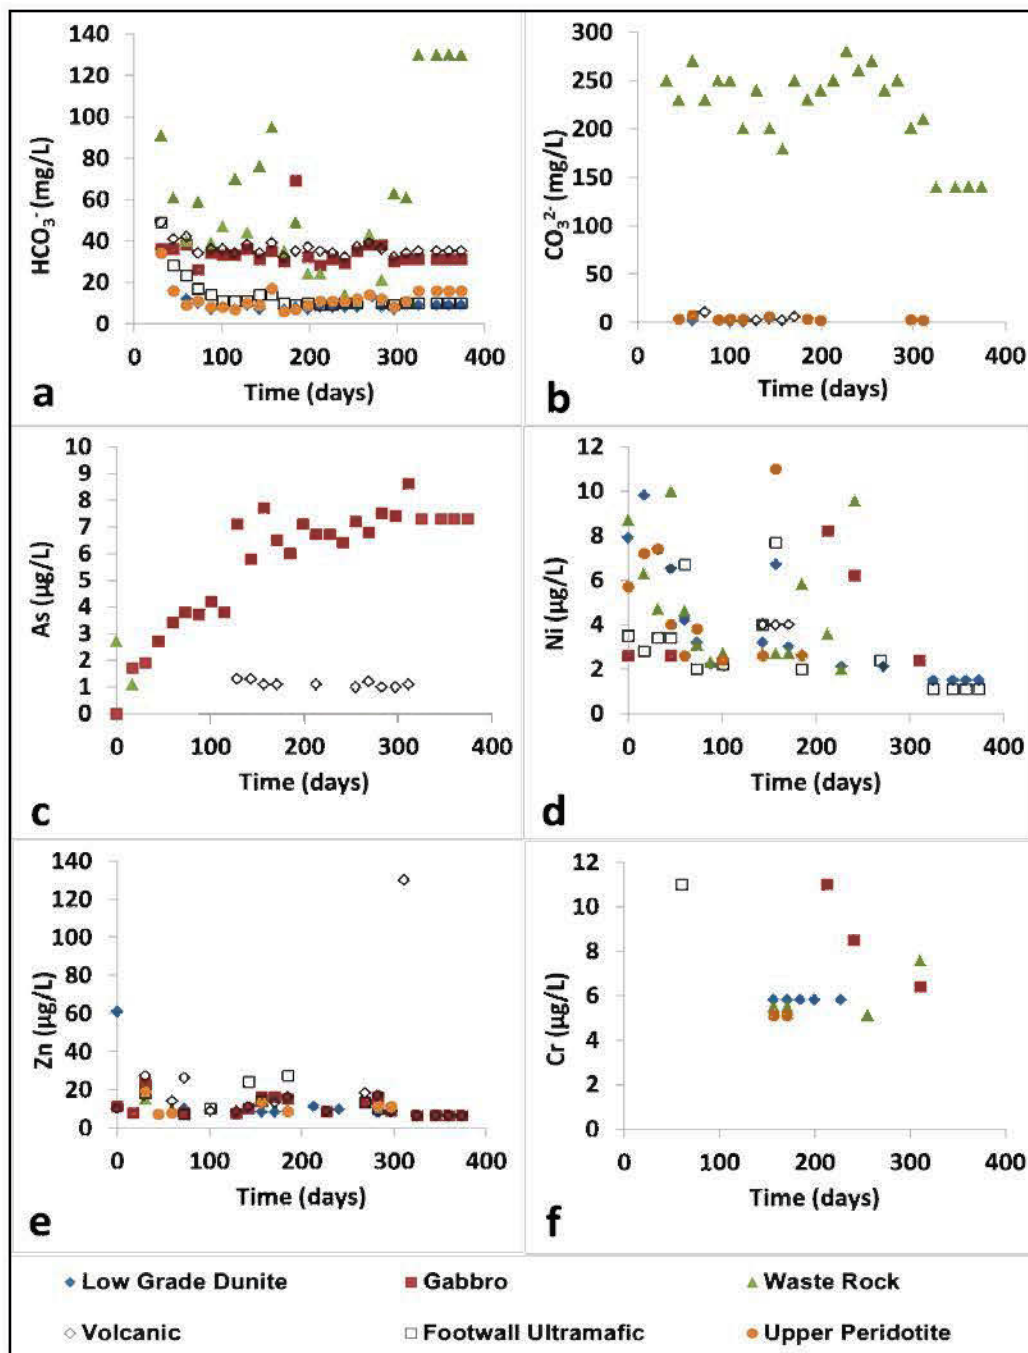 140
120
100
80
60
40
20
0
HCO₃⁻ (mg/L)
0 100 200 300 400
Time (days)
a
300
250
200
150
100
50
0
CO₃²⁻ (mg/L)
0 100 200 300 400
Time (days)
b
10
9
8
7
6
5
4
3
2
1
0
As (µg/L)
0 100 200 300 400
Time (days)
c
12
10
8
6
4
2
0
Ni (µg/L)
0 100 200 300 400
Time (days)
d
140
120
100
80
60
40
20
0
Zn (µg/L)
0 100 200 300 400
Time (days)
e
12
10
8
6
4
2
0
Cr (µg/L)
0 100 200 300 400
Time (days)
f
Low Grade Dunite Gabbro Waste Rock
Volcanic Footwall Ultramafic Upper Peridotite